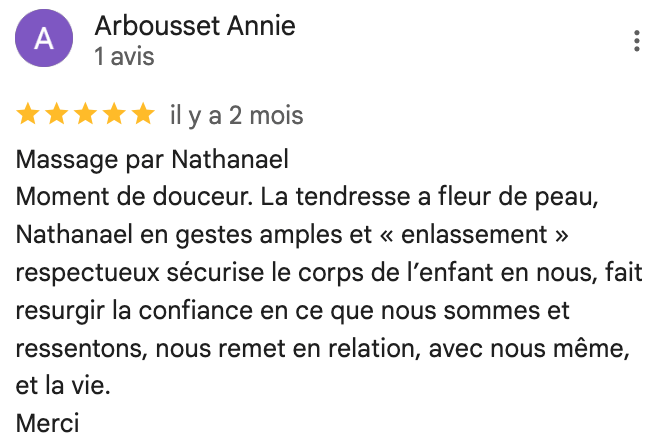 A
Arbousset Annie
1 avis
il y a 2 mois
Massage par Nathanael
Moment de douceur. La tendresse a fleur de peau,
Nathanael en gestes amples et « enlassement »
respectueux sécurise le corps de l’enfant en nous, fait
resurgir la confiance en ce que nous sommes et
ressentons, nous remet en relation, avec nous même,
et la vie.
Merci